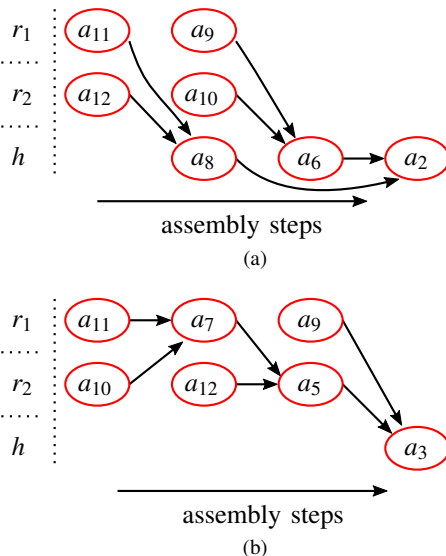 r₁ a₁₁ a₉
r₂ a₁₂ a₁₀
h a₈ a₆ a₂
assembly steps
(a)
r₁ a₁₁ a₇ a₉
r₂ a₁₀ a₁₂ a₅
h a₃
assembly steps
(b)